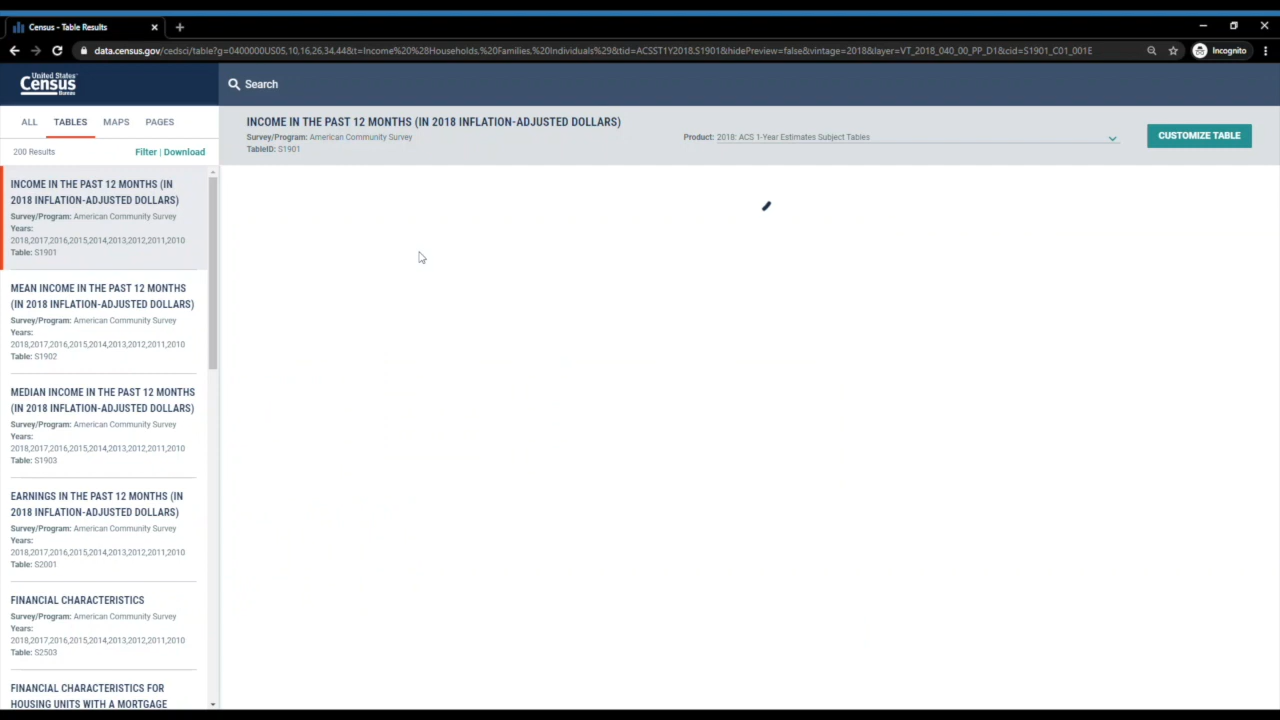 Census - Table Results
data.census.gov/cedsci/table?g=0400000US05,10,16,26,34,44&t=Income%20%28Households,%20Families,%20Individuals%29&tid=ACSST1Y2018.S1901&hidePreview=false&vintage=2018&layer=VT_2018_040_00_PP_D1&cid=S1901_C01_001E
Incognito
United States®
Census
Bureau
Search
ALL TABLES MAPS PAGES
200 Results Filter | Download
INCOME IN THE PAST 12 MONTHS (IN 2018 INFLATION-ADJUSTED DOLLARS)
Survey/Program: American Community Survey
TableID: S1901
Product: 2018: ACS 1-Year Estimates Subject Tables
CUSTOMIZE TABLE
INCOME IN THE PAST 12 MONTHS (IN
2018 INFLATION-ADJUSTED DOLLARS)
Survey/Program: American Community Survey
Years:
2018,2017,2016,2015,2014,2013,2012,2011,2010
Table: S1901
MEAN INCOME IN THE PAST 12 MONTHS
(IN 2018 INFLATION-ADJUSTED DOLLARS)
Survey/Program: American Community Survey
Years:
2018,2017,2016,2015,2014,2013,2012,2011,2010
Table: S1902
MEDIAN INCOME IN THE PAST 12 MONTHS
(IN 2018 INFLATION-ADJUSTED DOLLARS)
Survey/Program: American Community Survey
Years:
2018,2017,2016,2015,2014,2013,2012,2011,2010
Table: S1903
EARNINGS IN THE PAST 12 MONTHS (IN
2018 INFLATION-ADJUSTED DOLLARS)
Survey/Program: American Community Survey
Years:
2018,2017,2016,2015,2014,2013,2012,2011,2010
Table: S2001
FINANCIAL CHARACTERISTICS
Survey/Program: American Community Survey
Years:
2018,2017,2016,2015,2014,2013,2012,2011,2010
Table: S2503
FINANCIAL CHARACTERISTICS FOR
HOUSING UNITS WITH A MORTGAGE